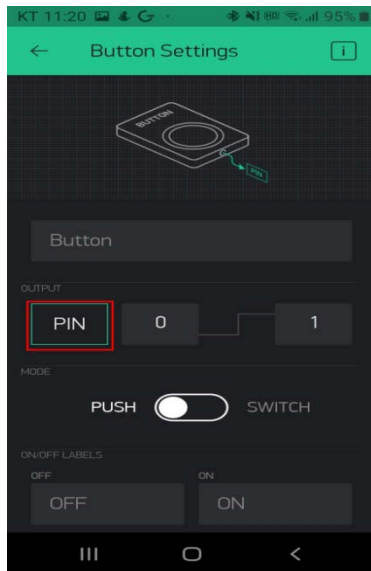 KT 11:20 95%
Button Settings
i
BUTTON
PIN
Button
OUTPUT
PIN 0 1
MODE
PUSH SWITCH
ON/OFF LABELS
OFF ON
OFF ON